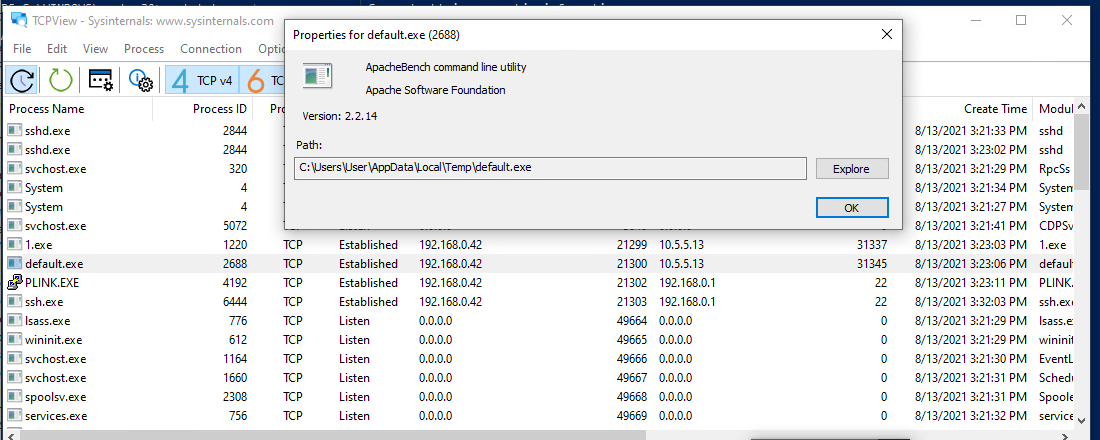 TCPView - Sysinternals: www.sysinternals.com
File Edit View Process Connection
Properties for default.exe (2688)
ApacheBench command line utility
Apache Software Foundation
Version: 2.2.14
Path:
C:\Users\User\AppData\Local\Temp\default.exe
Explore
OK
4 TCP v4 6
Process Name Process ID Create Time
sshd.exe 2844 TCP 8/13/2021 3:21:33 PM sshd
sshd.exe 2844 TCP 8/13/2021 3:23:02 PM sshd
svchost.exe 320 TCP 8/13/2021 3:21:29 PM RpcSs
System 4 TCP 8/13/2021 3:21:34 PM System
System 4 TCP 8/13/2021 3:21:27 PM System
svchost.exe 5072 TCP 8/13/2021 3:21:41 PM CDPSv
1.exe 1220 TCP Established 192.168.0.42 21299 10.5.5.13 31337 8/13/2021 3:23:03 PM 1.exe
default.exe 2688 TCP Established 192.168.0.42 21300 10.5.5.13 31345 8/13/2021 3:23:06 PM default
PLINK.EXE 4192 TCP Established 192.168.0.42 21302 192.168.0.1 22 8/13/2021 3:23:11 PM PLINK.
ssh.exe 6444 TCP Established 192.168.0.42 21303 192.168.0.1 22 8/13/2021 3:32:03 PM ssh.ex
lsass.exe 776 TCP Listen 0.0.0.0 49664 0.0.0.0 0 8/13/2021 3:21:29 PM lsass.ex
wininit.exe 612 TCP Listen 0.0.0.0 49665 0.0.0.0 0 8/13/2021 3:21:29 PM wininit
svchost.exe 1164 TCP Listen 0.0.0.0 49666 0.0.0.0 0 8/13/2021 3:21:30 PM EventL
svchost.exe 1660 TCP Listen 0.0.0.0 49667 0.0.0.0 0 8/13/2021 3:21:31 PM Schedu
spoolsv.exe 2308 TCP Listen 0.0.0.0 49668 0.0.0.0 0 8/13/2021 3:21:31 PM Spooler
services.exe 756 TCP Listen 0.0.0.0 49669 0.0.0.0 0 8/13/2021 3:21:32 PM services